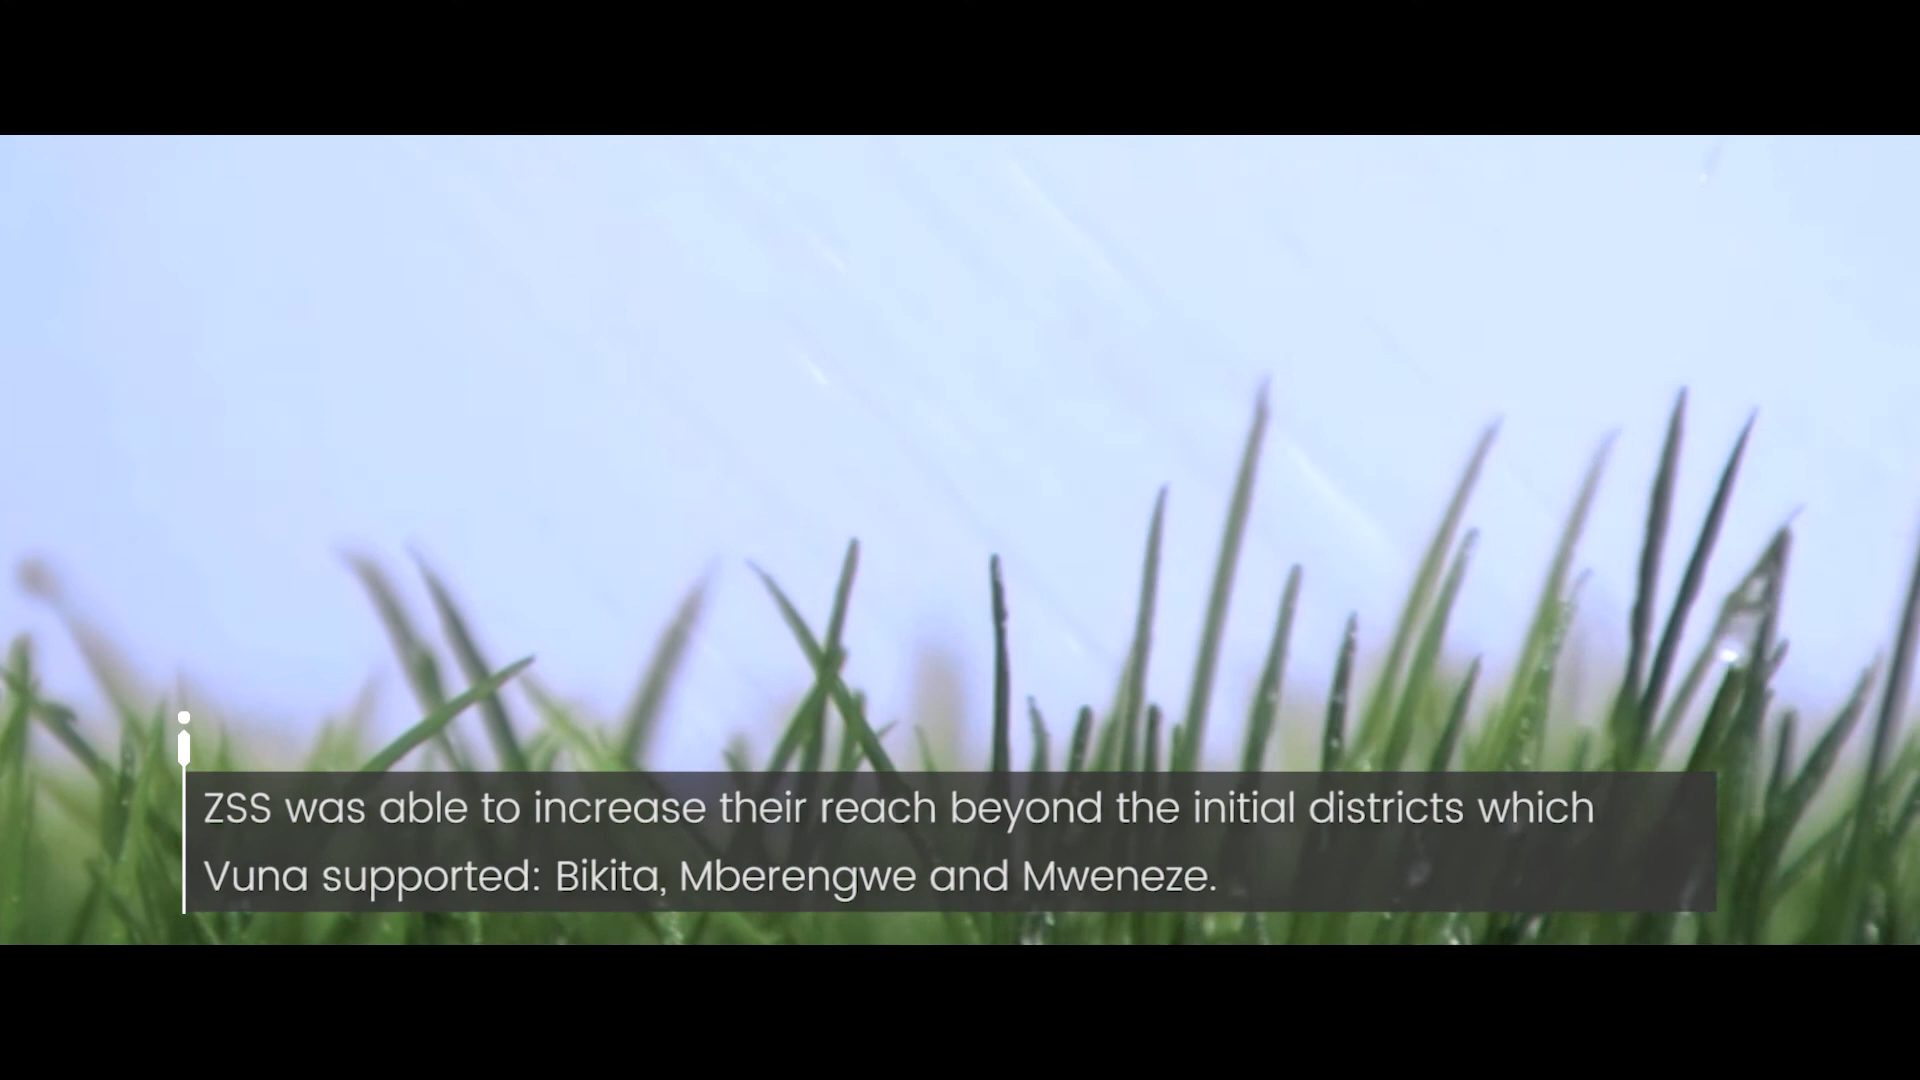 ZSS was able to increase their reach beyond the initial districts which
Vuna supported: Bikita, Mberengwe and Mweneze.